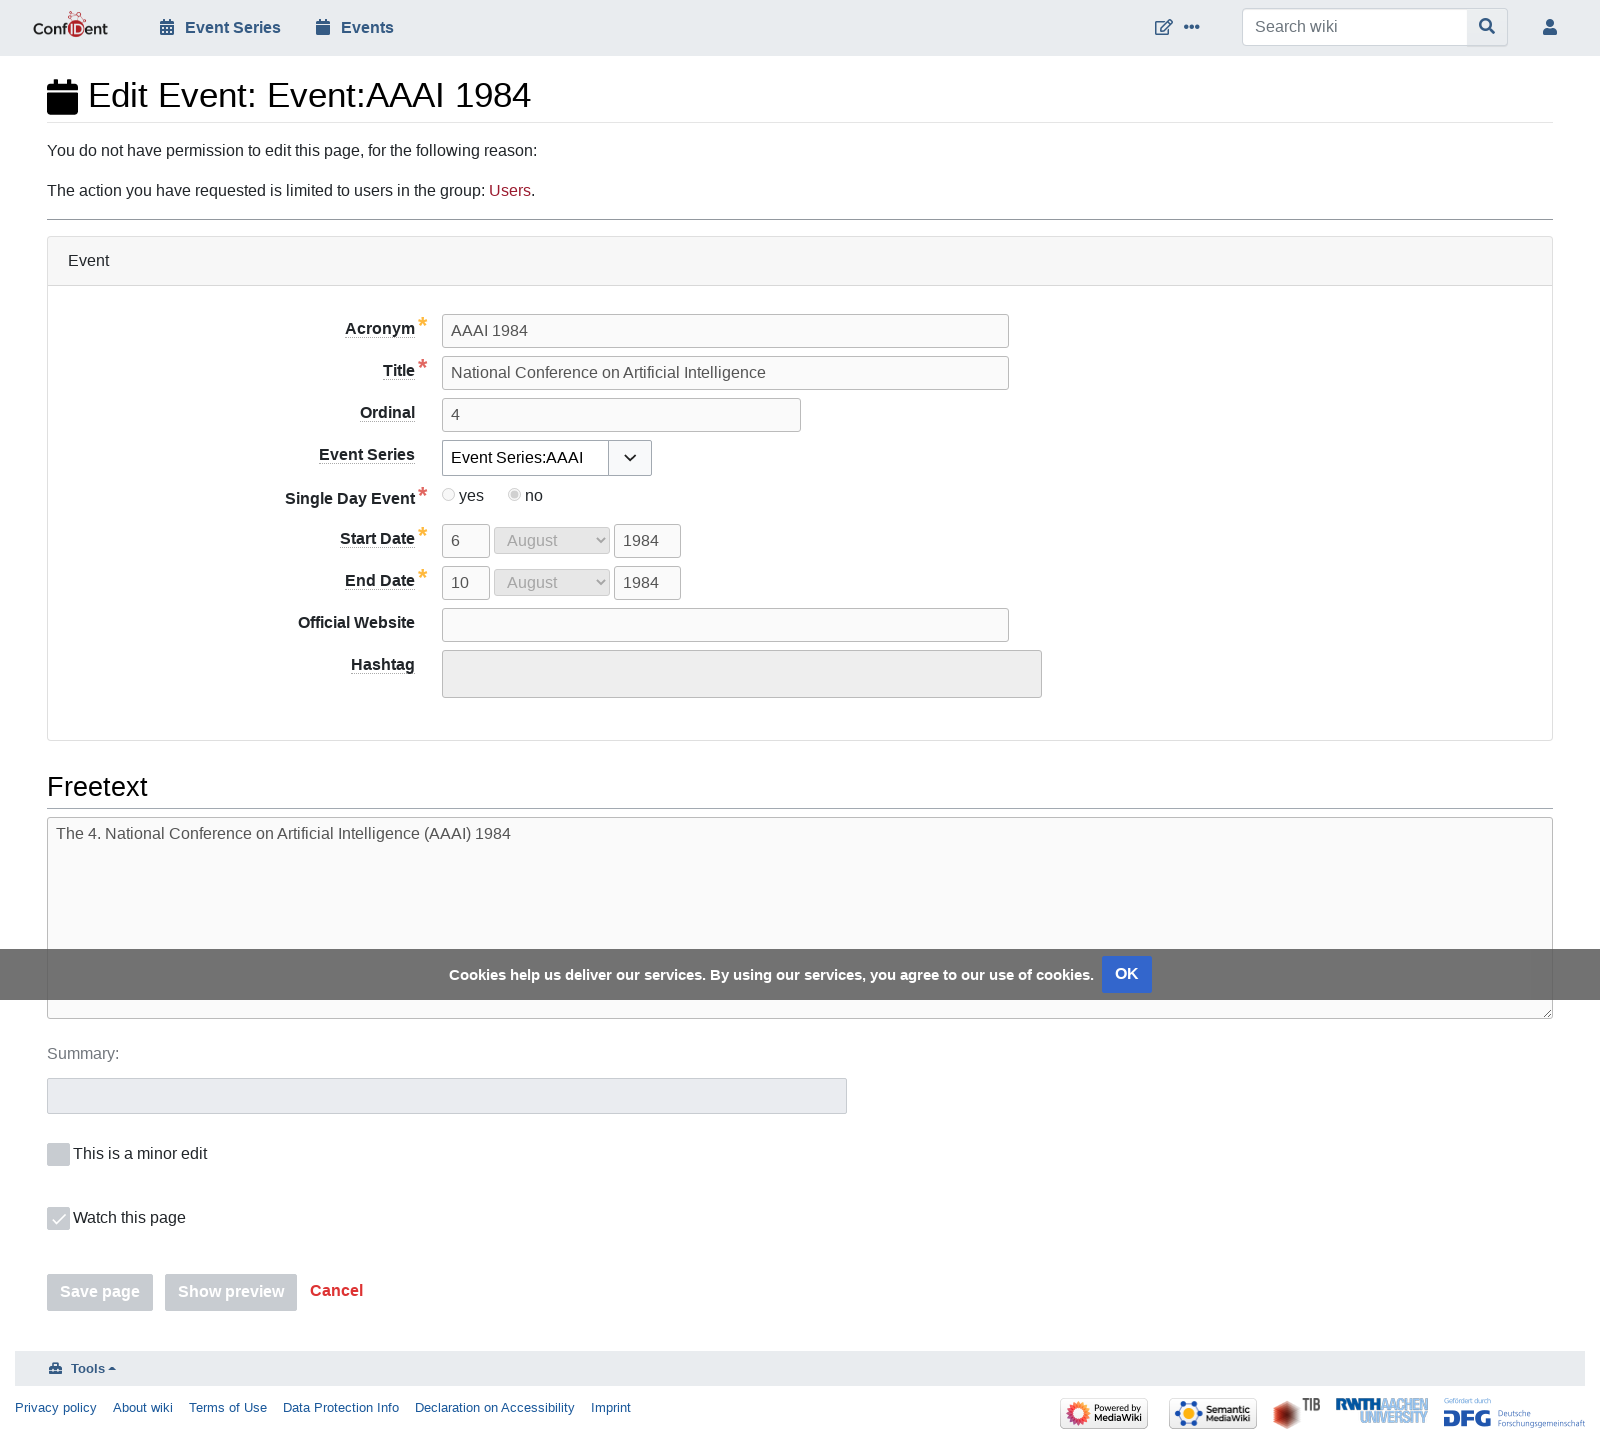 ConfIDent
Event Series
Events
Search wiki
Edit Event: Event:AAAI 1984
You do not have permission to edit this page, for the following reason:
The action you have requested is limited to users in the group: Users.
Event
Acronym * AAAI 1984
Title * National Conference on Artificial Intelligence
Ordinal 4
Event Series Event Series:AAAI
Single Day Event * yes no
Start Date * 6 August 1984
End Date * 10 August 1984
Official Website
Hashtag
Freetext
The 4. National Conference on Artificial Intelligence (AAAI) 1984
Cookies help us deliver our services. By using our services, you agree to our use of cookies. OK
Summary:
This is a minor edit
Watch this page
Save page Show preview Cancel
Tools
Privacy policy About wiki Terms of Use Data Protection Info Declaration on Accessibility Imprint
Powered by
MediaWiki
Semantic
MediaWiki
TIB
RWTHAACHEN
UNIVERSITY
Gefördert durch
DFG Deutsche
Forschungsgemeinschaft